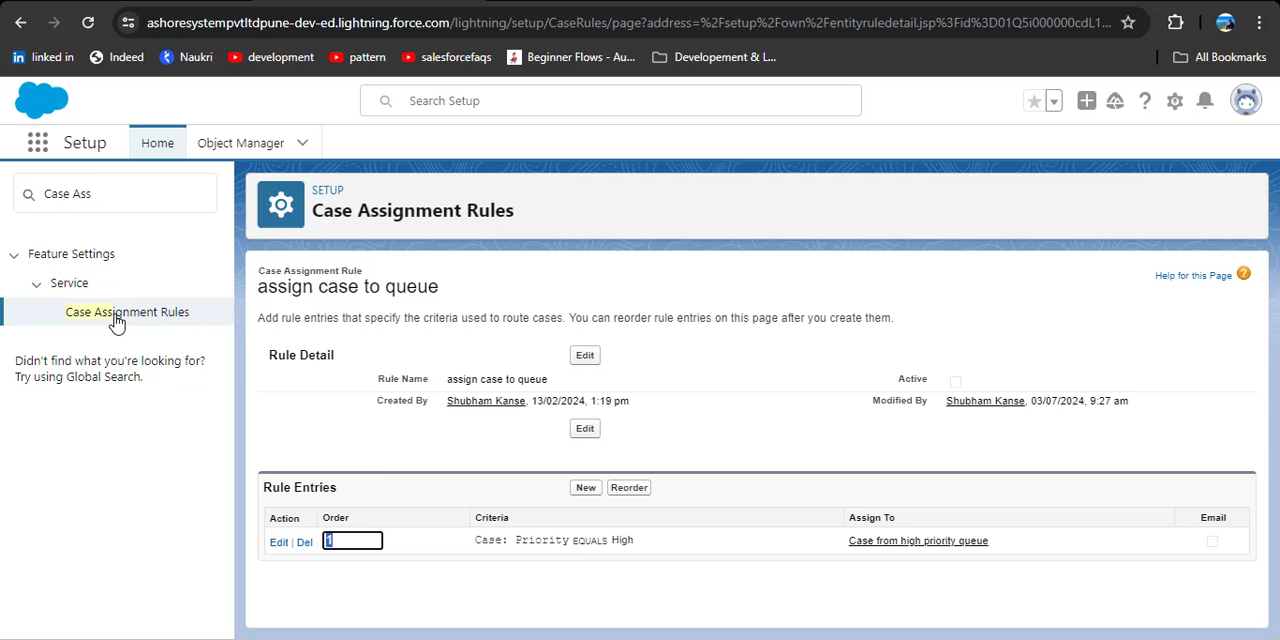 ashoresystempvtltdpune-dev-ed.lightning.force.com/lightning/setup/CaseRules/page?address=%2Fsetup%2Fown%2Fentityruledetail.jsp%3Fid%3D01Q5i000000cdL1...
linked in Indeed Naukri development pattern salesforcefaqs Beginner Flows - Au... Developement & L... All Bookmarks
Search Setup
Setup Home Object Manager
Case Ass
Feature Settings
Service
Case Assignment Rules
Didn't find what you're looking for?
Try using Global Search.
SETUP
Case Assignment Rules
Case Assignment Rule
assign case to queue
Help for this Page
Add rule entries that specify the criteria used to route cases. You can reorder rule entries on this page after you create them.
Rule Detail Edit
Rule Name assign case to queue Active
Created By Shubham Kanse, 13/02/2024, 1:19 pm Modified By Shubham Kanse, 03/07/2024, 9:27 am
Edit
Rule Entries New Reorder
Action Order Criteria Assign To Email
Edit | Del 1 Case: Priority EQUALS High Case from high priority queue